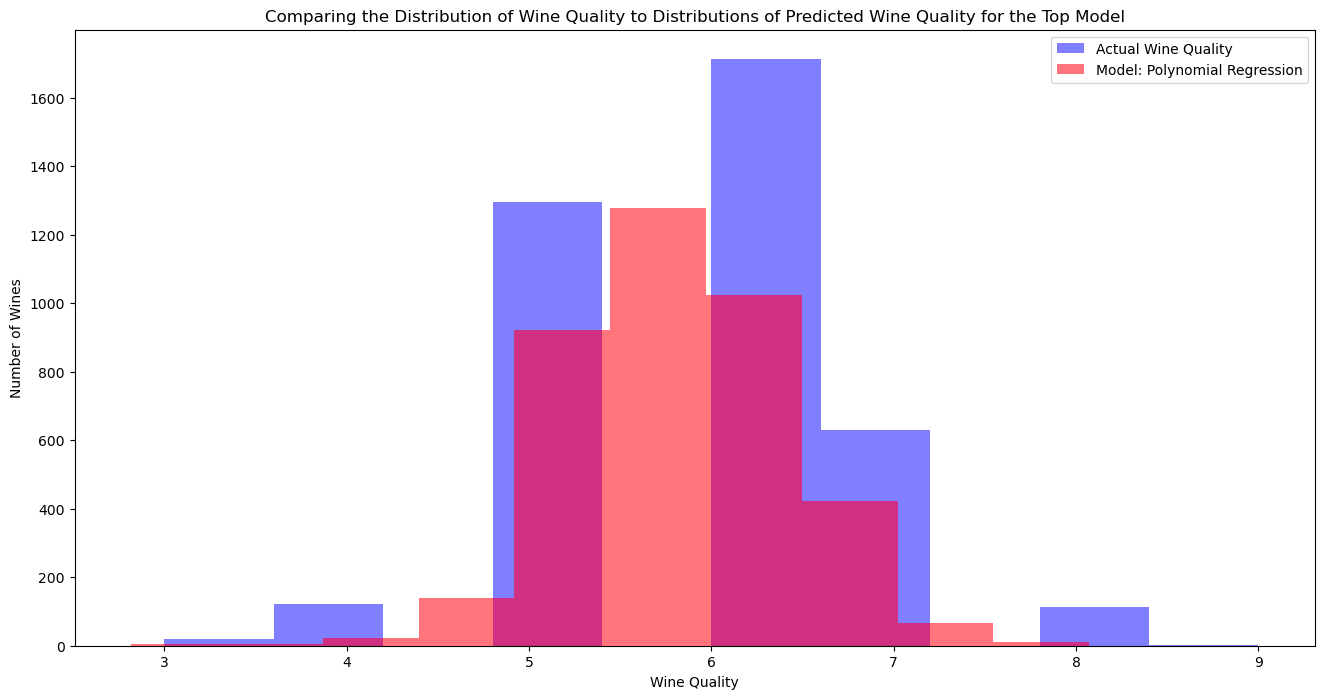 Comparing the Distribution of Wine Quality to Distributions of Predicted Wine Quality for the Top Model
Actual Wine Quality
Model: Polynomial Regression
1600
1400
1200
1000
800
600
400
200
0
Number of Wines
3 4 5 6 7 8 9
Wine Quality